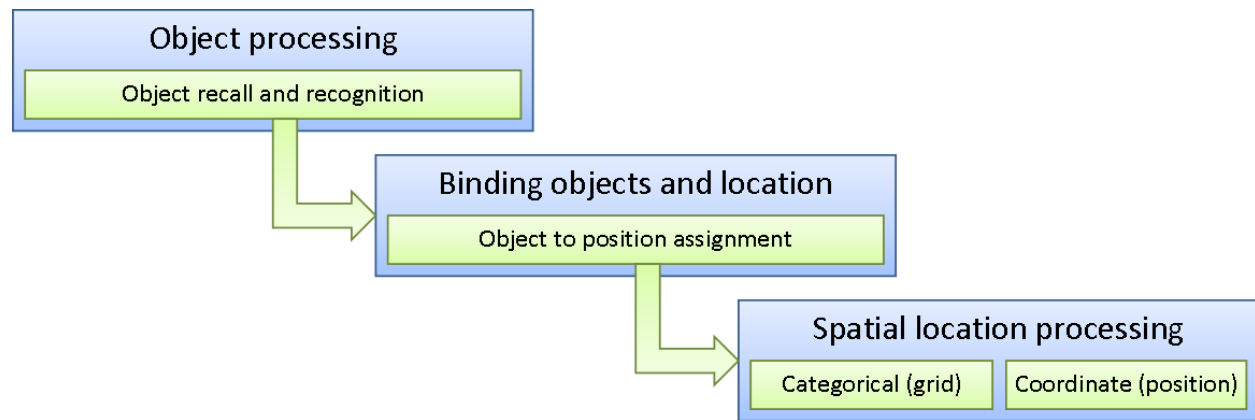 Object processing
Object recall and recognition
Binding objects and location
Object to position assignment
Spatial location processing
Categorical (grid)
Coordinate (position)